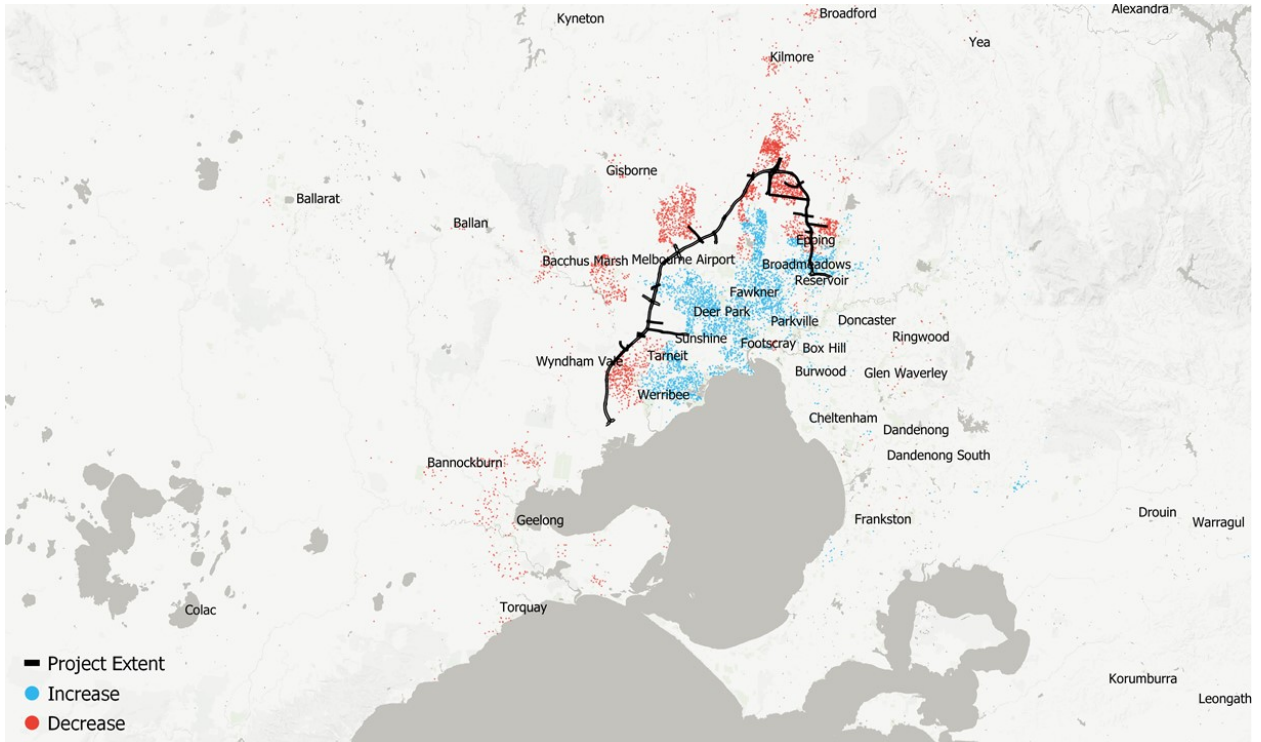 Alexandra
Broadford
Kyneton
Yea
Kilmore
Gisborne
Ballarat
Ballan
Epping
Bacchus Marsh
Melbourne Airport
Broadmeadows
Reservoir
Fawkner
Deer Park
Parkville
Doncaster
Sunshine
Ringwood
Footscray
Box Hill
Tarneit
Wyndham Vale
Burwood
Glen Waverley
Werribee
Cheltenham
Dandenong
Dandenong South
Bannockburn
Geelong
Frankston
Drouin
Warragul
Colac
Torquay
Project Extent
Increase
Decrease
Korumburra
Leongath